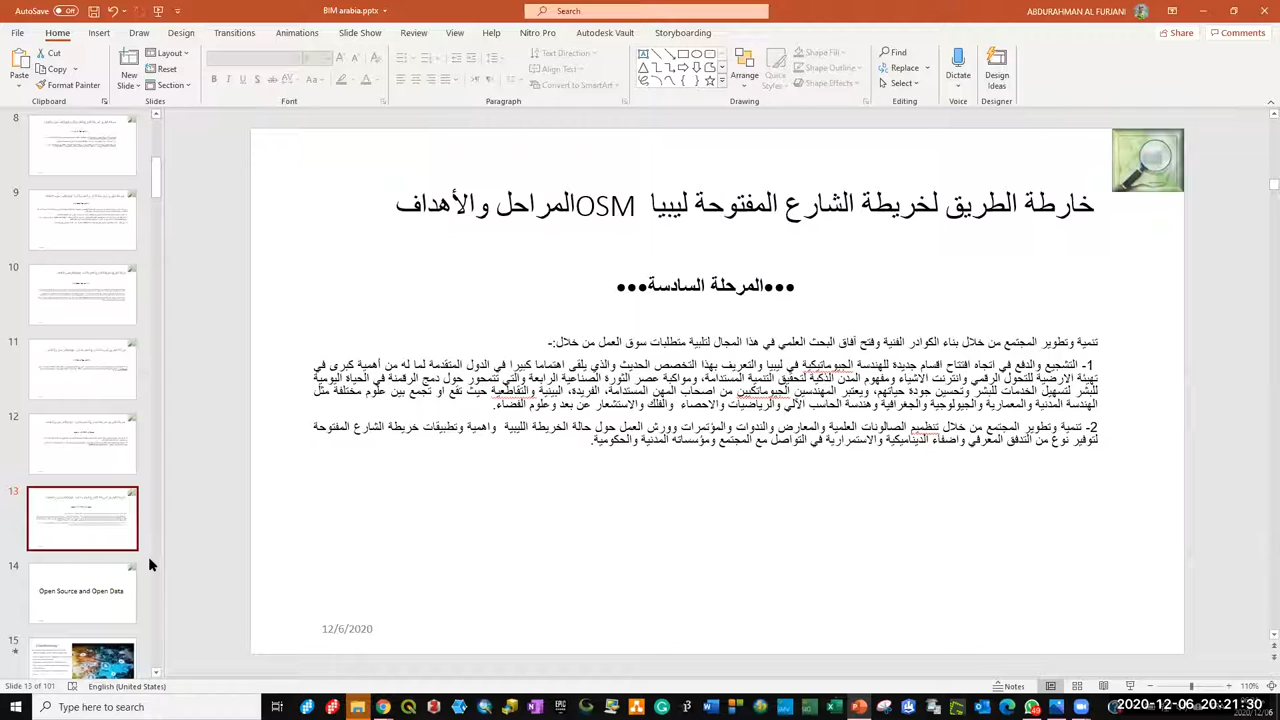 AutoSave Off BIM arabia.pptx Search ABDURAHMAN AL FURJANI
File Home Insert Draw Design Transitions Animations Slide Show Review View Help Nitro Pro Autodesk Vault Storyboarding Share Comments
Paste Cut Copy Format Painter New Slide Layout Reset Section Text Direction Align Text Convert to SmartArt Arrange Quick Styles Shape Fill Shape Outline Shape Effects Find Replace Select Dictate Design Ideas
Clipboard Slides Font Paragraph Drawing Editing Voice Designer
خارطة الطريق لخريطة الشارع المفتوحة ليبيا OSMالمراحل والأهداف
•••المرحلة السادسة•••
تنمية وتطوير المجتمع من خلال بناء الكوادر الفنية وفتح آفاق البحث العلمي في هذا المجال لتلبية متطلبات سوق العمل من خلال:-
1- التشجيع والدفع في اتجاه افتتاح اقسام جديدة للهندسة الجيوماتكية في ليبيا والتعريف بهذا التخصص الحديث والذي يلقى اهتماما كبيرا في الدول المتقدمة لما له من أهمية كبرى في
تهيئة الارضية للتحول الرقمي وانترنت الاشياء ومفهوم المدن الذكية لتحقيق التنمية المستدامة، ومواكبة عصر الثورة الصناعية الرابعة والتي تتمحور حول دمج الرقمنة في الحياة اليومية
للبشر لتسهيل الخدمات للبشر وتحسين جودة حياتهم، ويعتبر المهندسين الجيوماتكيين من اصحاب المهن المستدامة، الفريدة، البينية والتقاطعة حيث تقع او تجمع بين علوم مختلفة مثل
الهندسة المدنية والمعمارية والجيولوجية والجغرافية وهندسة الحاسب الآلي والرياضيات والاحصاء والفلك والاستشعار عن بعد وعلوم الفضاء.
2- تنمية وتطوير المجتمع من خلال تنظيم الصالونات العلمية والمعارض والندوات والمؤتمرات وورش العمل حول حالة الخريطة الليبية واهمية وتطبيقات خريطة الشارع المفتوحة
لتوفير نوع من التدفق المعرفي واضفاء الديناميكية والاستمرارية في التواصل مع المجتمع ومؤسساته المدنية والحكومية.
12/6/2020
8
9
10
11
12
13
14
Open Source and Open Data
15
Slide 13 of 101 English (United States) Notes 110%
Type here to search
2020-12-06 20:21:30